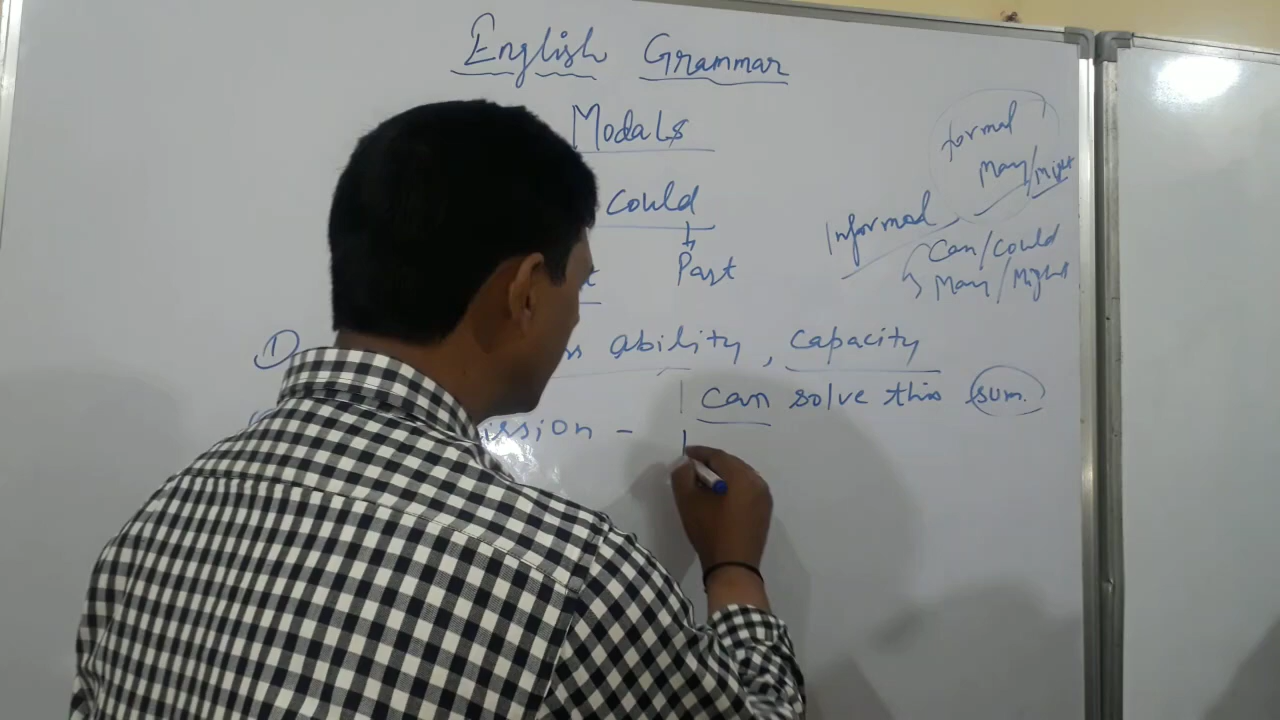 English Grammar
Modals
Could
Past
formal
May/Might
Informal
Can/Could
May/Might
① ability, capacity
I can solve this sum.
ission - I